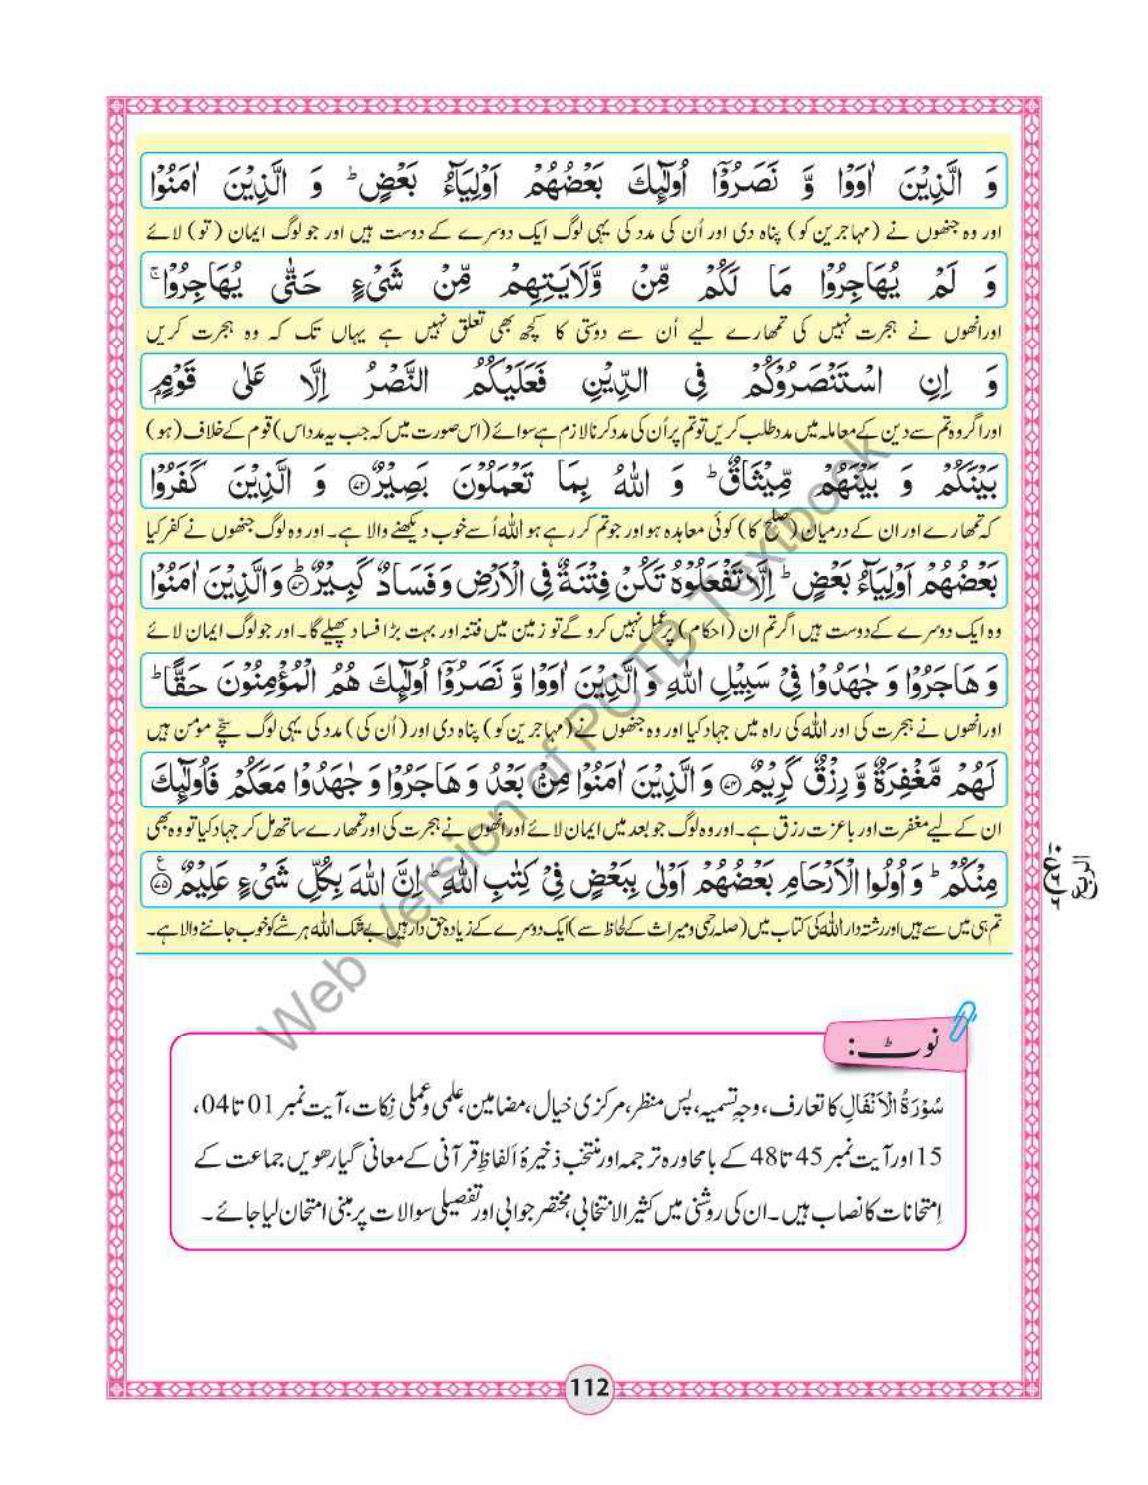 وَ الَّذِیْنَ اٰوَوْا وَّ نَصَرُوْۤا اُولٰٓئِكَ بَعْضُهُمْ اَوْلِیَآءُ بَعْضٍ ؕ وَ الَّذِیْنَ اٰمَنُوْا
اور وہ جنھوں نے (مہاجرین کو) پناہ دی اور اُن کی مدد کی یہی لوگ ایک دوسرے کے دوست ہیں اور جو لوگ ایمان (تو) لائے
وَ لَمْ یُهَاجِرُوْا مَا لَكُمْ مِّنْ وَّلَایَتِهِمْ مِّنْ شَیْءٍ حَتّٰى یُهَاجِرُوْا ۚ
اور انھوں نے ہجرت نہیں کی تمھارے لیے اُن سے دوستی کا کچھ بھی تعلق نہیں ہے یہاں تک کہ وہ ہجرت کریں
وَ اِنِ اسْتَنْصَرُوْكُمْ فِی الدِّیْنِ فَعَلَیْكُمُ النَّصْرُ اِلَّا عَلٰى قَوْمٍۭ
اور اگر وہ تم سے دین کے معاملہ میں مدد طلب کریں تو تم پر اُن کی مدد کرنا لازم ہے سوائے (اس صورت میں کہ جب یہ مدد اس) قوم کے خلاف (ہو)
بَیْنَكُمْ وَ بَیْنَهُمْ مِّیْثَاقٌ ؕ وَ اللّٰهُ بِمَا تَعْمَلُوْنَ بَصِیْرٌ ﴿۷۲﴾ وَ الَّذِیْنَ كَفَرُوْا
کہ تمھارے اور ان کے درمیان (صلح کا) کوئی معاہدہ ہو اور جو تم کر رہے ہو اللہ اُسے خوب دیکھنے والا ہے۔ اور وہ لوگ جنھوں نے کفر کیا
بَعْضُهُمْ اَوْلِیَآءُ بَعْضٍ ؕ اِلَّا تَفْعَلُوْهُ تَكُنْ فِتْنَةٌ فِی الْاَرْضِ وَ فَسَادٌ كَبِیْرٌ ﴿۷۳﴾ وَ الَّذِیْنَ اٰمَنُوْا
وہ ایک دوسرے کے دوست ہیں اگر تم ان (احکام) پر عمل نہیں کرو گے تو زمین میں فتنہ اور بہت بڑا فساد پھیلے گا۔ اور جو لوگ ایمان لائے
وَ هَاجَرُوْا وَ جٰهَدُوْا فِیْ سَبِیْلِ اللّٰهِ وَ الَّذِیْنَ اٰوَوْا وَّ نَصَرُوْۤا اُولٰٓئِكَ هُمُ الْمُؤْمِنُوْنَ حَقًّا ؕ
اور انھوں نے ہجرت کی اور اللہ کی راہ میں جہاد کیا اور وہ جنھوں نے (مہاجرین کو) پناہ دی اور (اُن کی) مدد کی یہی لوگ سچے مومن ہیں
لَهُمْ مَّغْفِرَةٌ وَّ رِزْقٌ كَرِیْمٌ ﴿۷۴﴾ وَ الَّذِیْنَ اٰمَنُوْا مِنْۢ بَعْدُ وَ هَاجَرُوْا وَ جٰهَدُوْا مَعَكُمْ فَاُولٰٓئِكَ
ان کے لیے مغفرت اور باعزت رزق ہے۔ اور وہ لوگ جو بعد میں ایمان لائے اور انھوں نے ہجرت کی اور تمھارے ساتھ مل کر جہاد کیا تو وہ بھی
مِنْكُمْ ؕ وَ اُولُوا الْاَرْحَامِ بَعْضُهُمْ اَوْلٰى بِبَعْضٍ فِیْ كِتٰبِ اللّٰهِ ؕ اِنَّ اللّٰهَ بِكُلِّ شَیْءٍ عَلِیْمٌ ﴿۷۵﴾
تم ہی میں سے ہیں اور رشتہ دار اللہ کی کتاب میں (صلہ رحمی و میراث کے لحاظ سے) ایک دوسرے کے زیادہ حق دار ہیں بے شک اللہ ہر شے کو خوب جاننے والا ہے۔
Web Version of PCTB Textbook
نوٹ:
سُوْرَۃُ الْاَنْفَالِ کا تعارف، وجہِ تسمیہ، پس منظر، مرکزی خیال، مضامین، علمی و عملی نِکات، آیت نمبر 01 تا 04،
15 اور آیت نمبر 45 تا 48 کے بامحاورہ ترجمہ اور منتخب ذخیرۂ اَلفاظِ قرآنی کے معانی گیارھویں جماعت کے
اِمتحانات کا نصاب ہیں۔ ان کی روشنی میں کثیر الانتخابی، مختصر جوابی اور تفصیلی سوالات پر مبنی امتحان لیا جائے۔
112